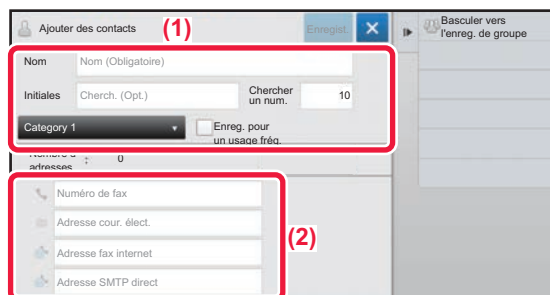 Ajouter des contacts
(1)
Enregist.
Basculer vers
l'enreg. de groupe
Nom
Nom (Obligatoire)
Initiales
Cherch. (Opt.)
Chercher
un num.
10
Category 1
Enreg. pour
un usage fréq.
Nombre d'
adresses
:
0
Numéro de fax
Adresse cour. élect.
(2)
Adresse fax internet
Adresse SMTP direct